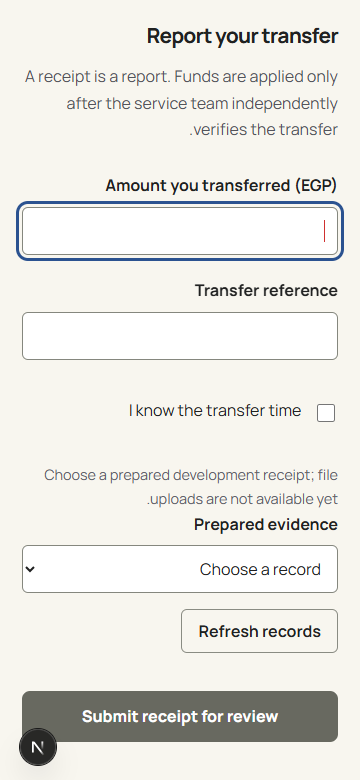 Report your transfer
A receipt is a report. Funds are applied only
after the service team independently
verifies the transfer.
Amount you transferred (EGP)
Transfer reference
I know the transfer time
Choose a prepared development receipt; file
uploads are not available yet.
Prepared evidence
Choose a record
Refresh records
Submit receipt for review
N